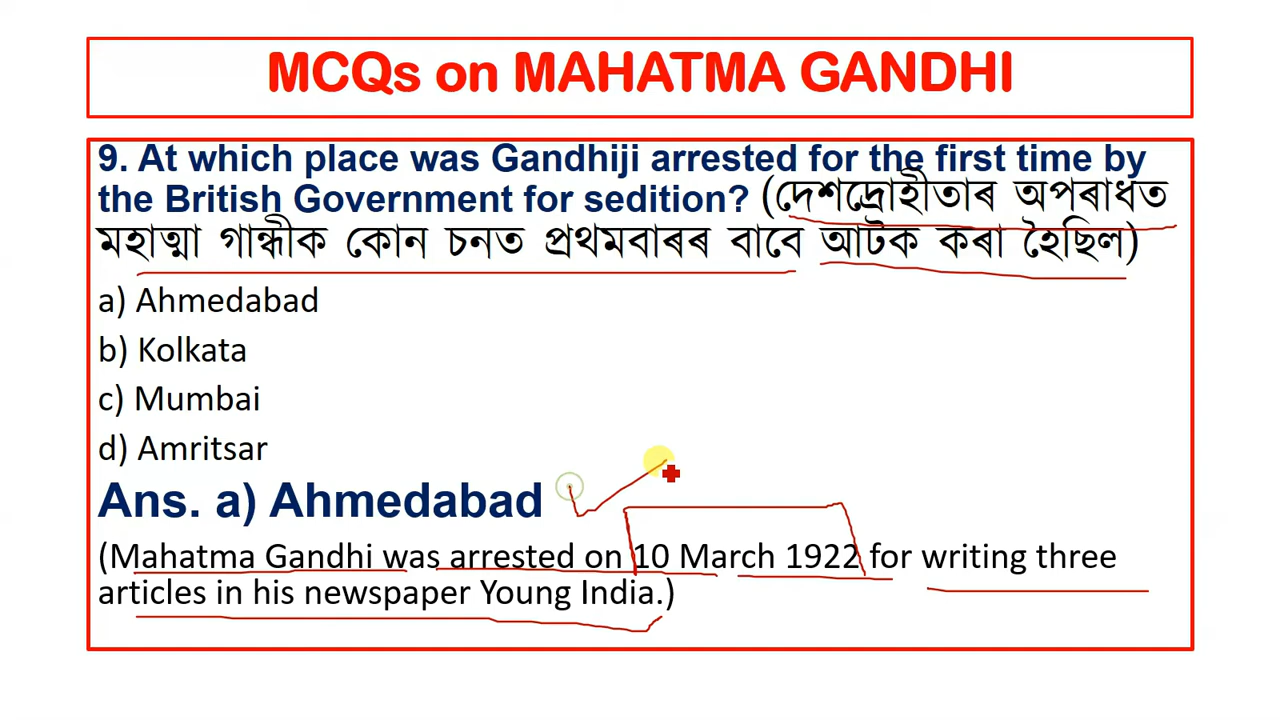 MCQs on MAHATMA GANDHI
9. At which place was Gandhiji arrested for the first time by
the British Government for sedition? (দেশদ্ৰোহীতাৰ অপৰাধত
মহাত্মা গান্ধীক কোন চনত প্ৰথমবাৰৰ বাবে আটক কৰা হৈছিল)
a) Ahmedabad
b) Kolkata
c) Mumbai
d) Amritsar
Ans. a) Ahmedabad
(Mahatma Gandhi was arrested on 10 March 1922 for writing three
articles in his newspaper Young India.)